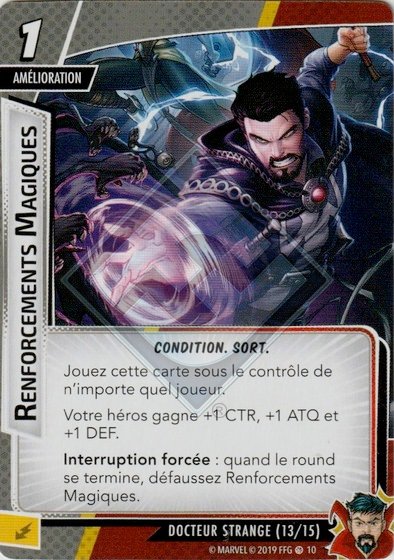 1
AMÉLIORATION
RENFORCEMENTS MAGIQUES
CONDITION. SORT.
Jouez cette carte sous le contrôle de
n'importe quel joueur.
Votre héros gagne +1 CTR, +1 ATQ et
+1 DEF.
Interruption forcée : quand le round
se termine, défaussez Renforcements
Magiques.
DOCTEUR STRANGE (13/15)
© MARVEL © 2019 FFG 10